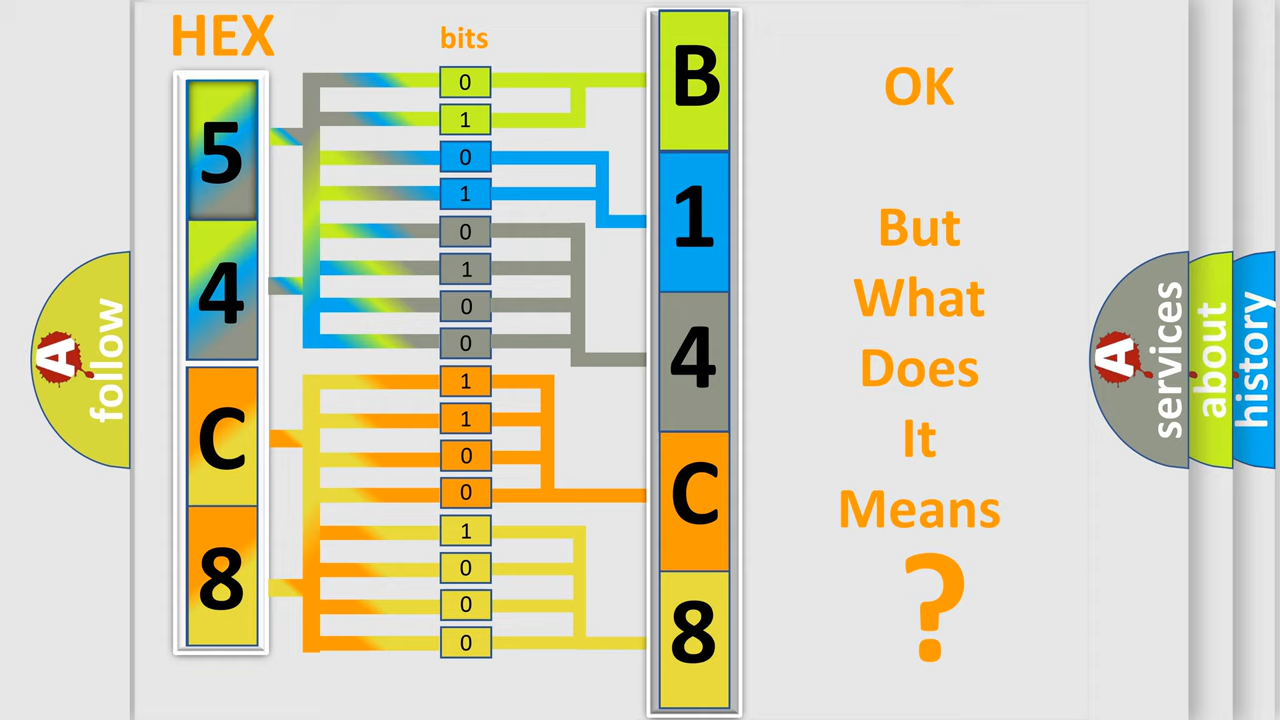 HEX
bits
5
4
C
8
0
1
0
1
0
1
0
0
1
1
0
0
1
0
0
0
B
1
4
C
8
OK
But
What
Does
It
Means
?
A
follow
A
services
about
history